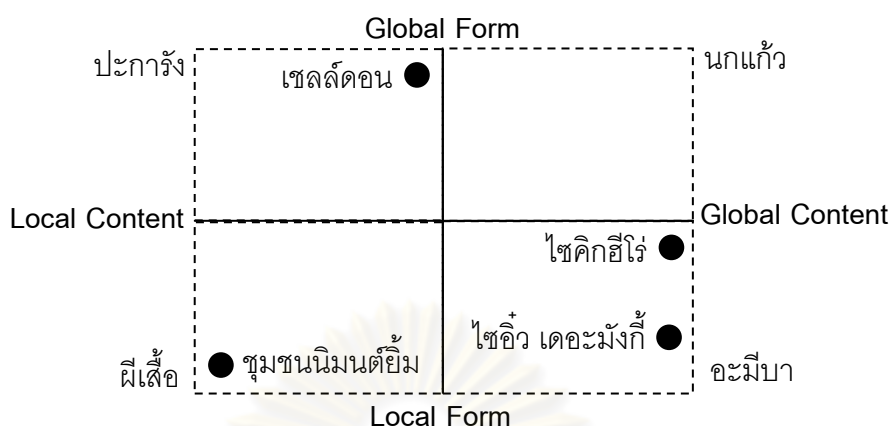 Global Form
ปะการัง
นกแก้ว
เชลล์ดอน
Local Content
Global Content
ไซคิกฮีโร่
ไซอิ๋ว เดอะมังกี้
ผีเสื้อ
ชุมชนนิมนต์ยิ้ม
อะมีบา
Local Form